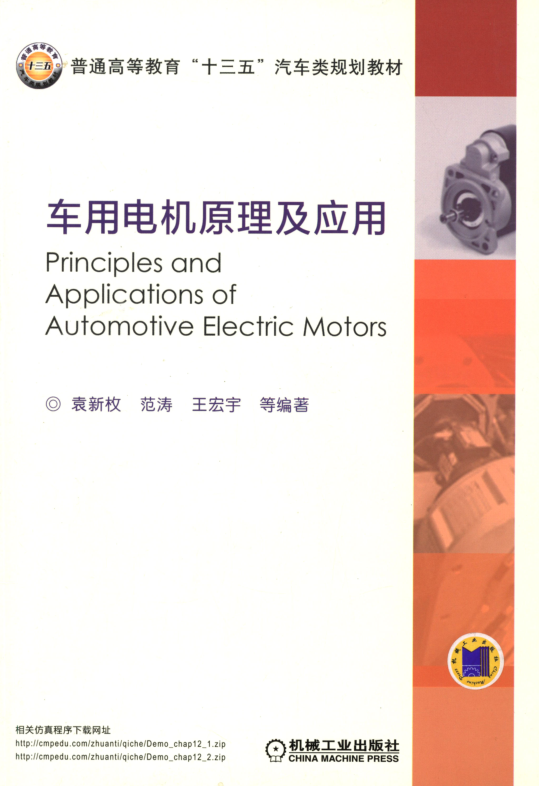 普通高等教育“十三五”汽车类规划教材
十三五
车用电机原理及应用
Principles and
Applications of
Automotive Electric Motors
◎ 袁新枚 范涛 王宏宇 等编著
相关仿真程序下载网址
http://cmpedu.com/zhuanti/qiche/Demo_chap12_1.zip
http://cmpedu.com/zhuanti/qiche/Demo_chap12_2.zip
机械工业出版社
CHINA MACHINE PRESS